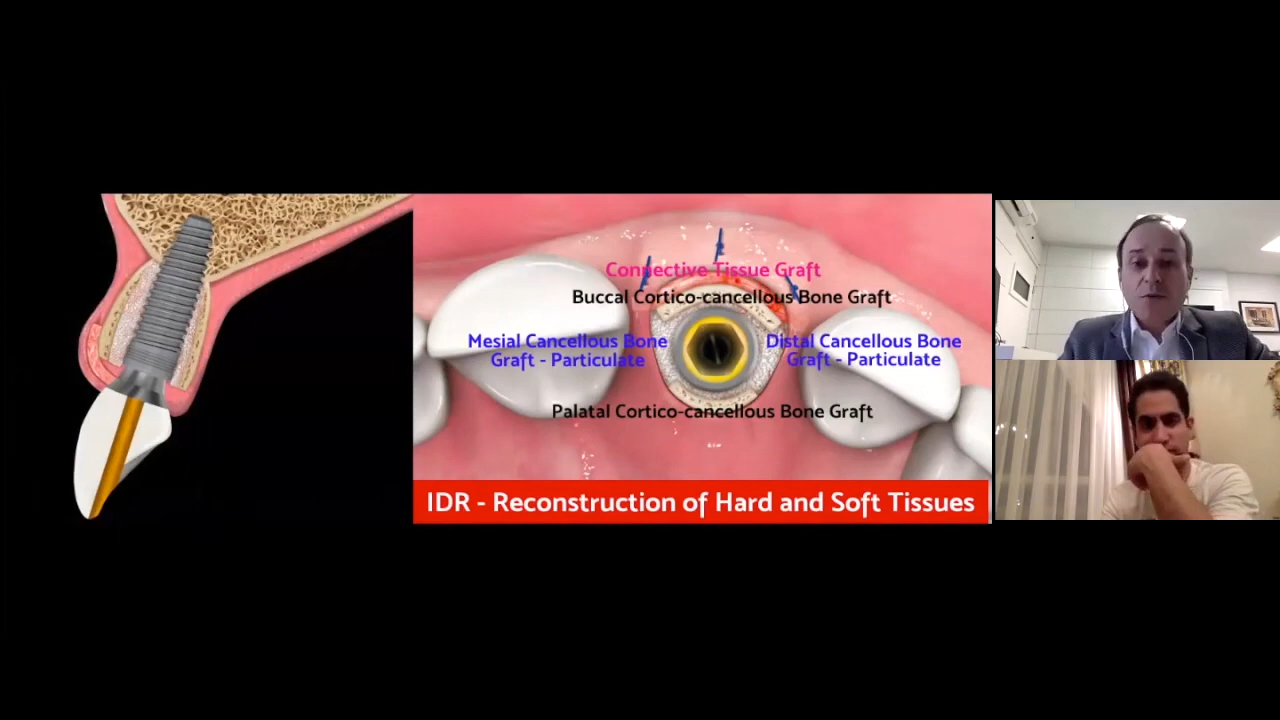 Connective Tissue Graft
Buccal Cortico-cancellous Bone Graft
Mesial Cancellous Bone
Graft - Particulate
Distal Cancellous Bone
Graft - Particulate
Palatal Cortico-cancellous Bone Graft
IDR - Reconstruction of Hard and Soft Tissues